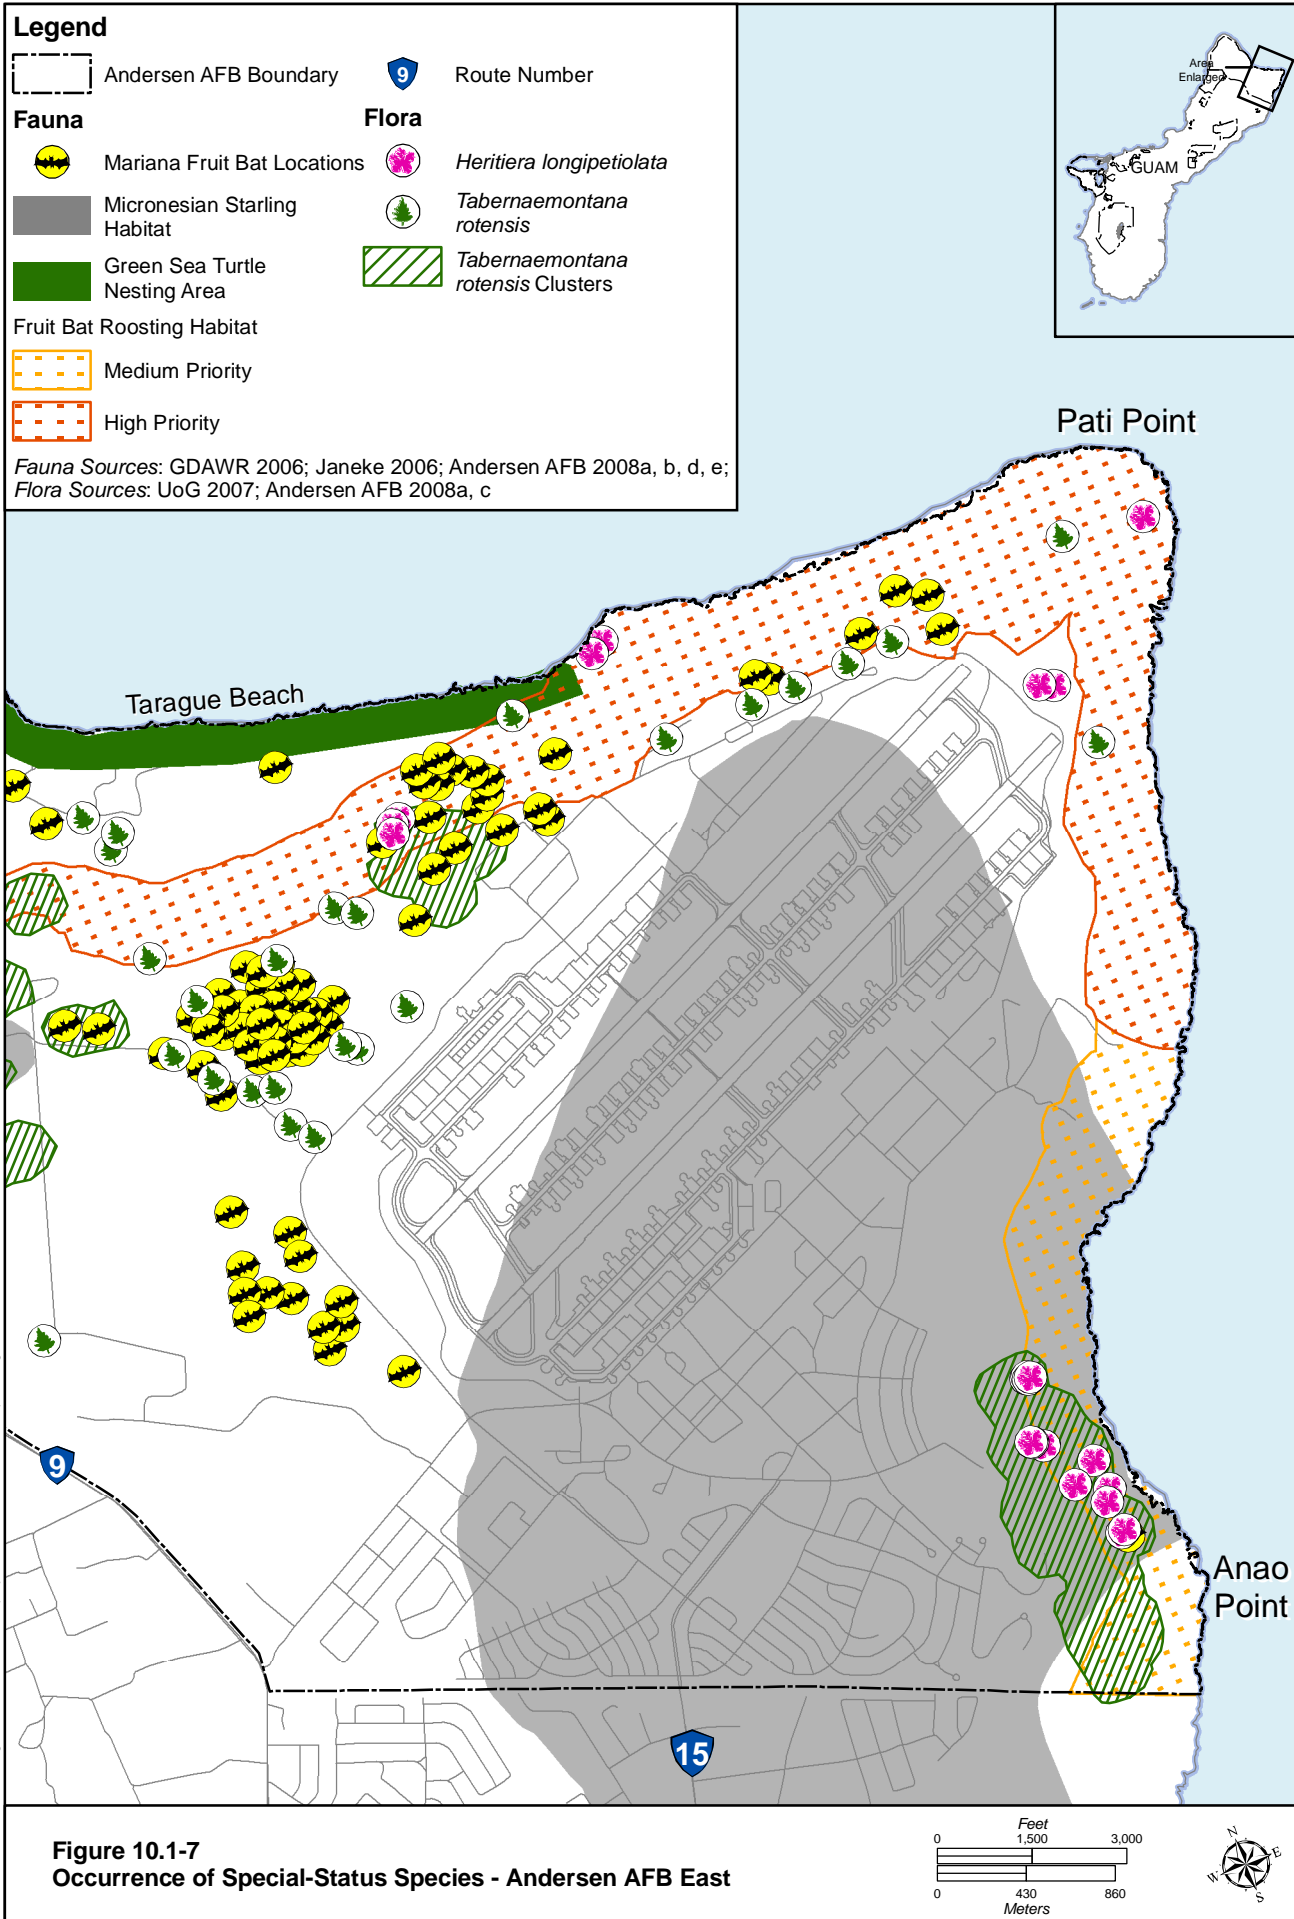 Legend
Andersen AFB Boundary
9
Route Number
Fauna
Flora
Mariana Fruit Bat Locations
Heritiera longipetiolata
Micronesian Starling
Habitat
Tabernaemontana
rotensis
Green Sea Turtle
Nesting Area
Tabernaemontana
rotensis Clusters
Fruit Bat Roosting Habitat
Medium Priority
High Priority
Fauna Sources: GDAWR 2006; Janeke 2006; Andersen AFB 2008a, b, d, e;
Flora Sources: UoG 2007; Andersen AFB 2008a, c
Area
Enlarged
GUAM
Pati Point
Tarague Beach
9
Anao
Point
15
Figure 10.1-7
Occurrence of Special-Status Species - Andersen AFB East
Feet
0 1,500 3,000
0 430 860
Meters
N
E
W
S